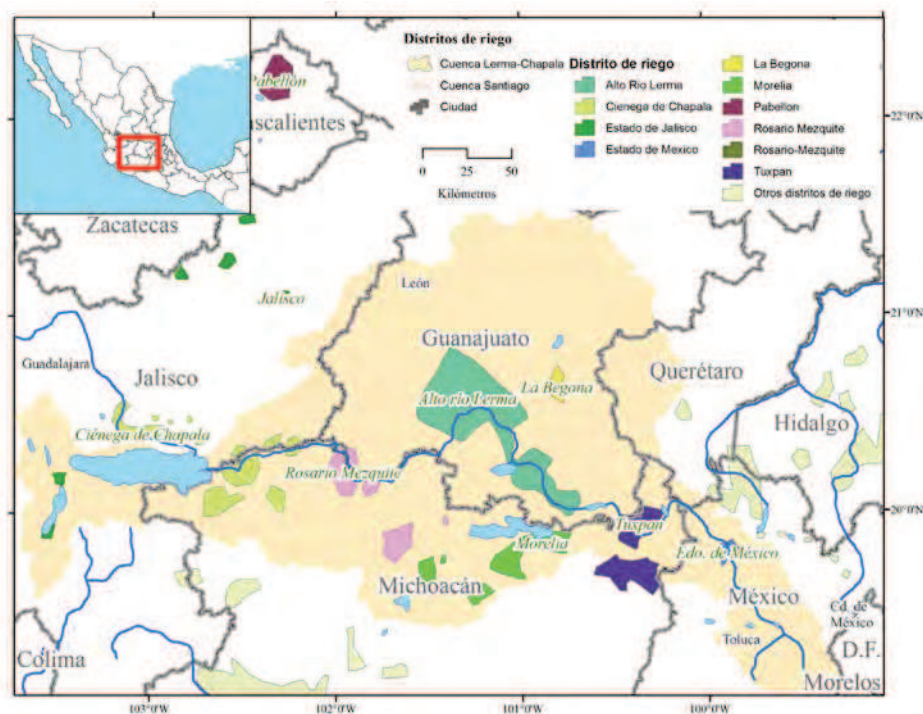 Distritos de riego
Cuenca Lerma-Chapala
Cuenca Santiago
Ciudad
0 25 50
Kilómetros
Distrito de riego
Alto Rio Lerma
Cienega de Chapala
Estado de Jalisco
Estado de Mexico
La Begona
Morelia
Pabellon
Rosario Mezquite
Rosario-Mezquite
Tuxpan
Otros distritos de riego
Pabellón
scalientes
22°0'N
Zacatecas
León
Jalisco
21°0'N
Guadalajara
Jalisco
Guanajuato
La Begona
Querétaro
Alto río Lerma
Hidalgo
Ciénega de Chapala
Rosario Mezquite
20°0'N
Tuxpan
Morelia
Edo. de México
Michoacán
México
Cd. de
México
Toluca
D.F.
Colima
Morelos
103°W
102°W
101°W
100°W